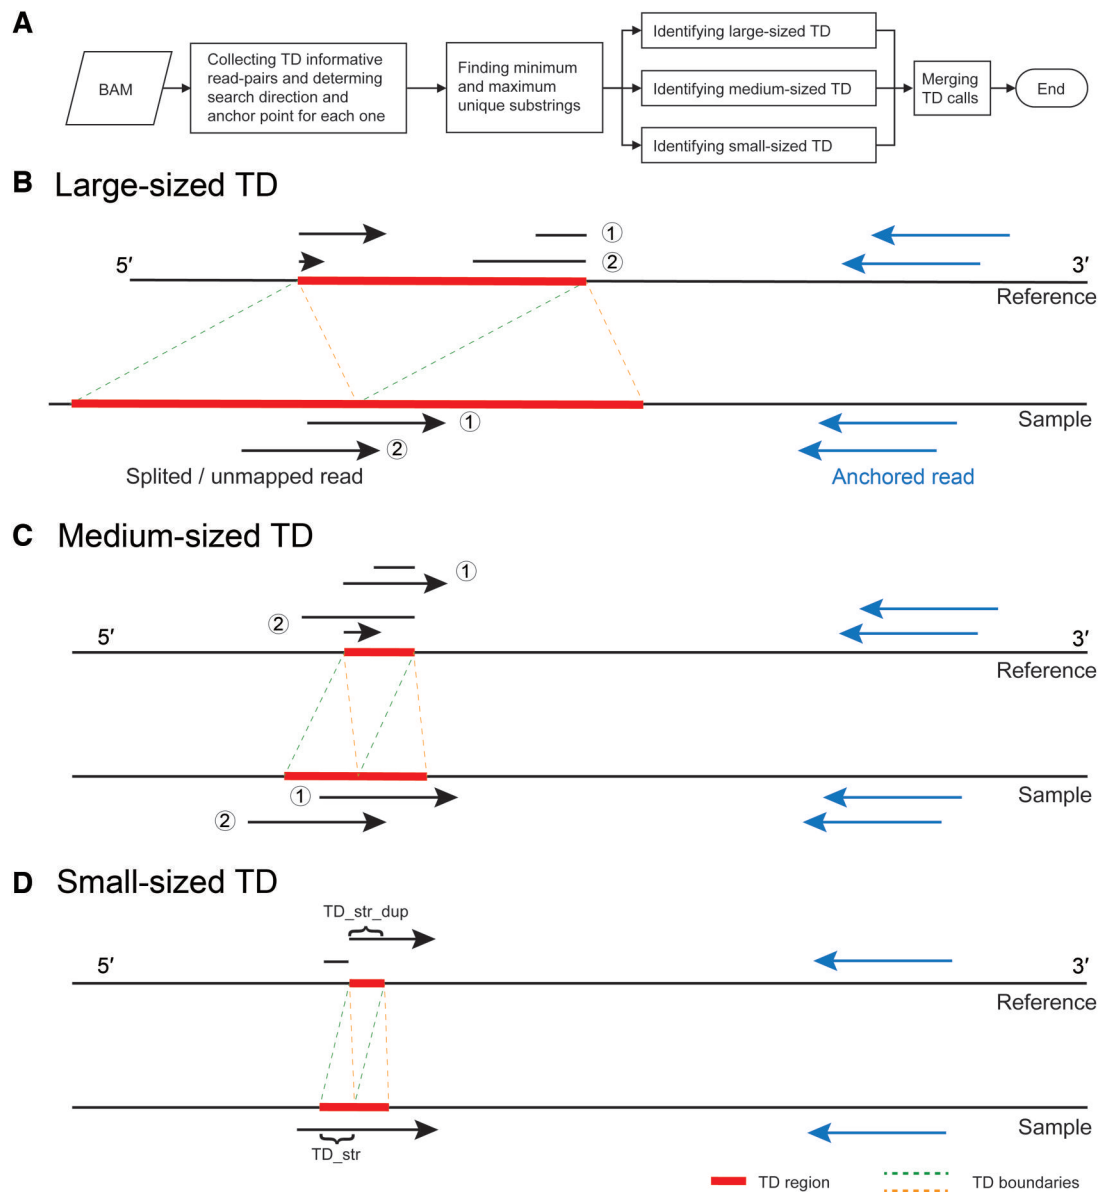 A
BAM
Collecting TD informative
read-pairs and determing
search direction and
anchor point for each one
Finding minimum
and maximum
unique substrings
Identifying large-sized TD
Identifying medium-sized TD
Identifying small-sized TD
Merging
TD calls
End
B Large-sized TD
①
②
5′
3′
Reference
Sample
①
②
Splited / unmapped read
Anchored read
C Medium-sized TD
①
②
5′
3′
Reference
①
②
Sample
D Small-sized TD
TD_str_dup
5′
3′
Reference
Sample
TD_str
TD region
TD boundaries